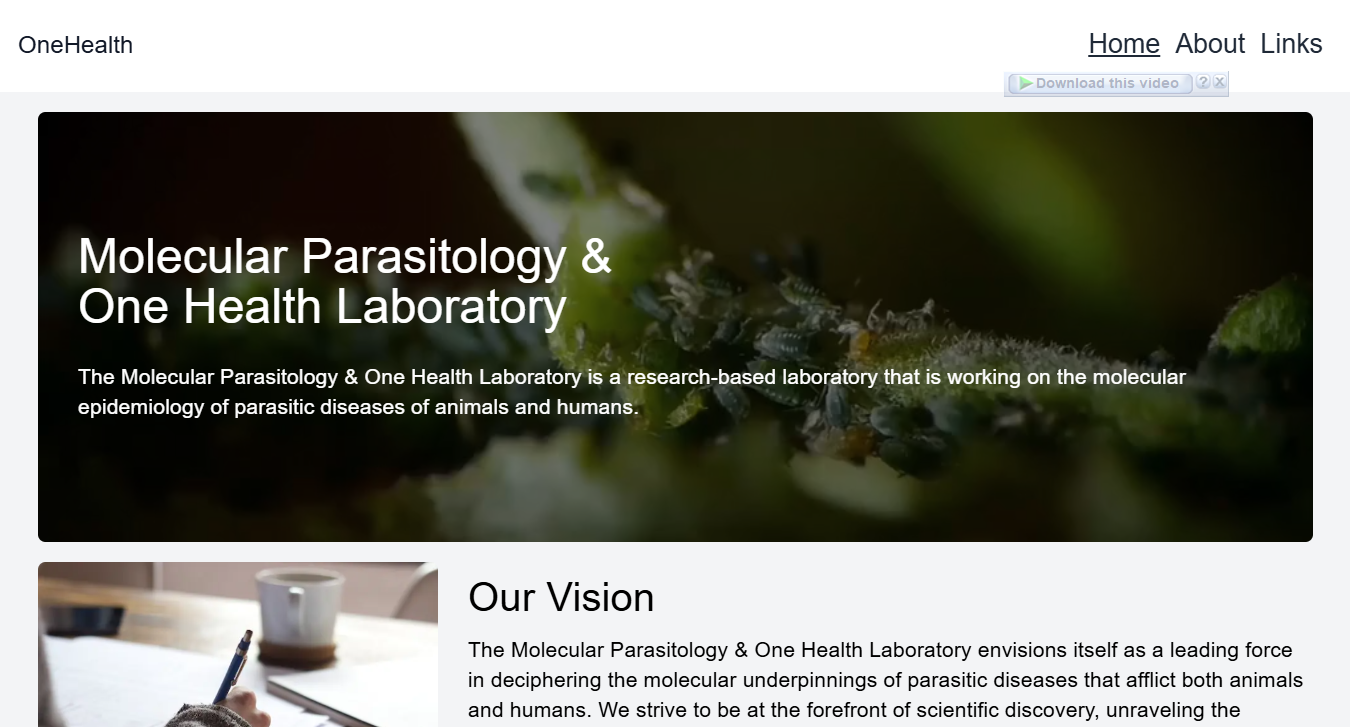 OneHealth
Home About Links
Download this video ? x
Molecular Parasitology &
One Health Laboratory
The Molecular Parasitology & One Health Laboratory is a research-based laboratory that is working on the molecular
epidemiology of parasitic diseases of animals and humans.
Our Vision
The Molecular Parasitology & One Health Laboratory envisions itself as a leading force
in deciphering the molecular underpinnings of parasitic diseases that afflict both animals
and humans. We strive to be at the forefront of scientific discovery, unraveling the